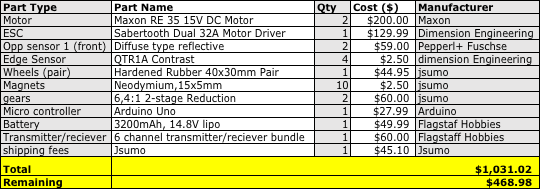 Part Type Part Name Qty Cost ($) Manufacturer
Motor Maxon RE 35 15V DC Motor 2 $200.00 Maxon
ESC Sabertooth Dual 32A Motor Driver 1 $129.99 Dimension Engineering
Opp sensor 1 (front) Diffuse type reflective 2 $59.00 Pepperl+ Fuschse
Edge Sensor QTR1A Contrast 4 $2.50 dimension Engineering
Wheels (pair) Hardened Rubber 40x30mm Pair 1 $44.95 jsumo
Magnets Neodymium,15x5mm 10 $2.50 jsumo
gears 6,4:1 2-stage Reduction 2 $60.00 jsumo
Micro controller Arduino Uno 1 $27.99 Arduino
Battery 3200mAh, 14.8V lipo 1 $49.99 Flagstaf Hobbies
Transmitter/reciever 6 channel transmitter/reciever bundle 1 $60.00 Flagstaff Hobbies
shipping fees Jsumo 1 $45.10 Jsumo
Total $1,031.02
Remaining $468.98